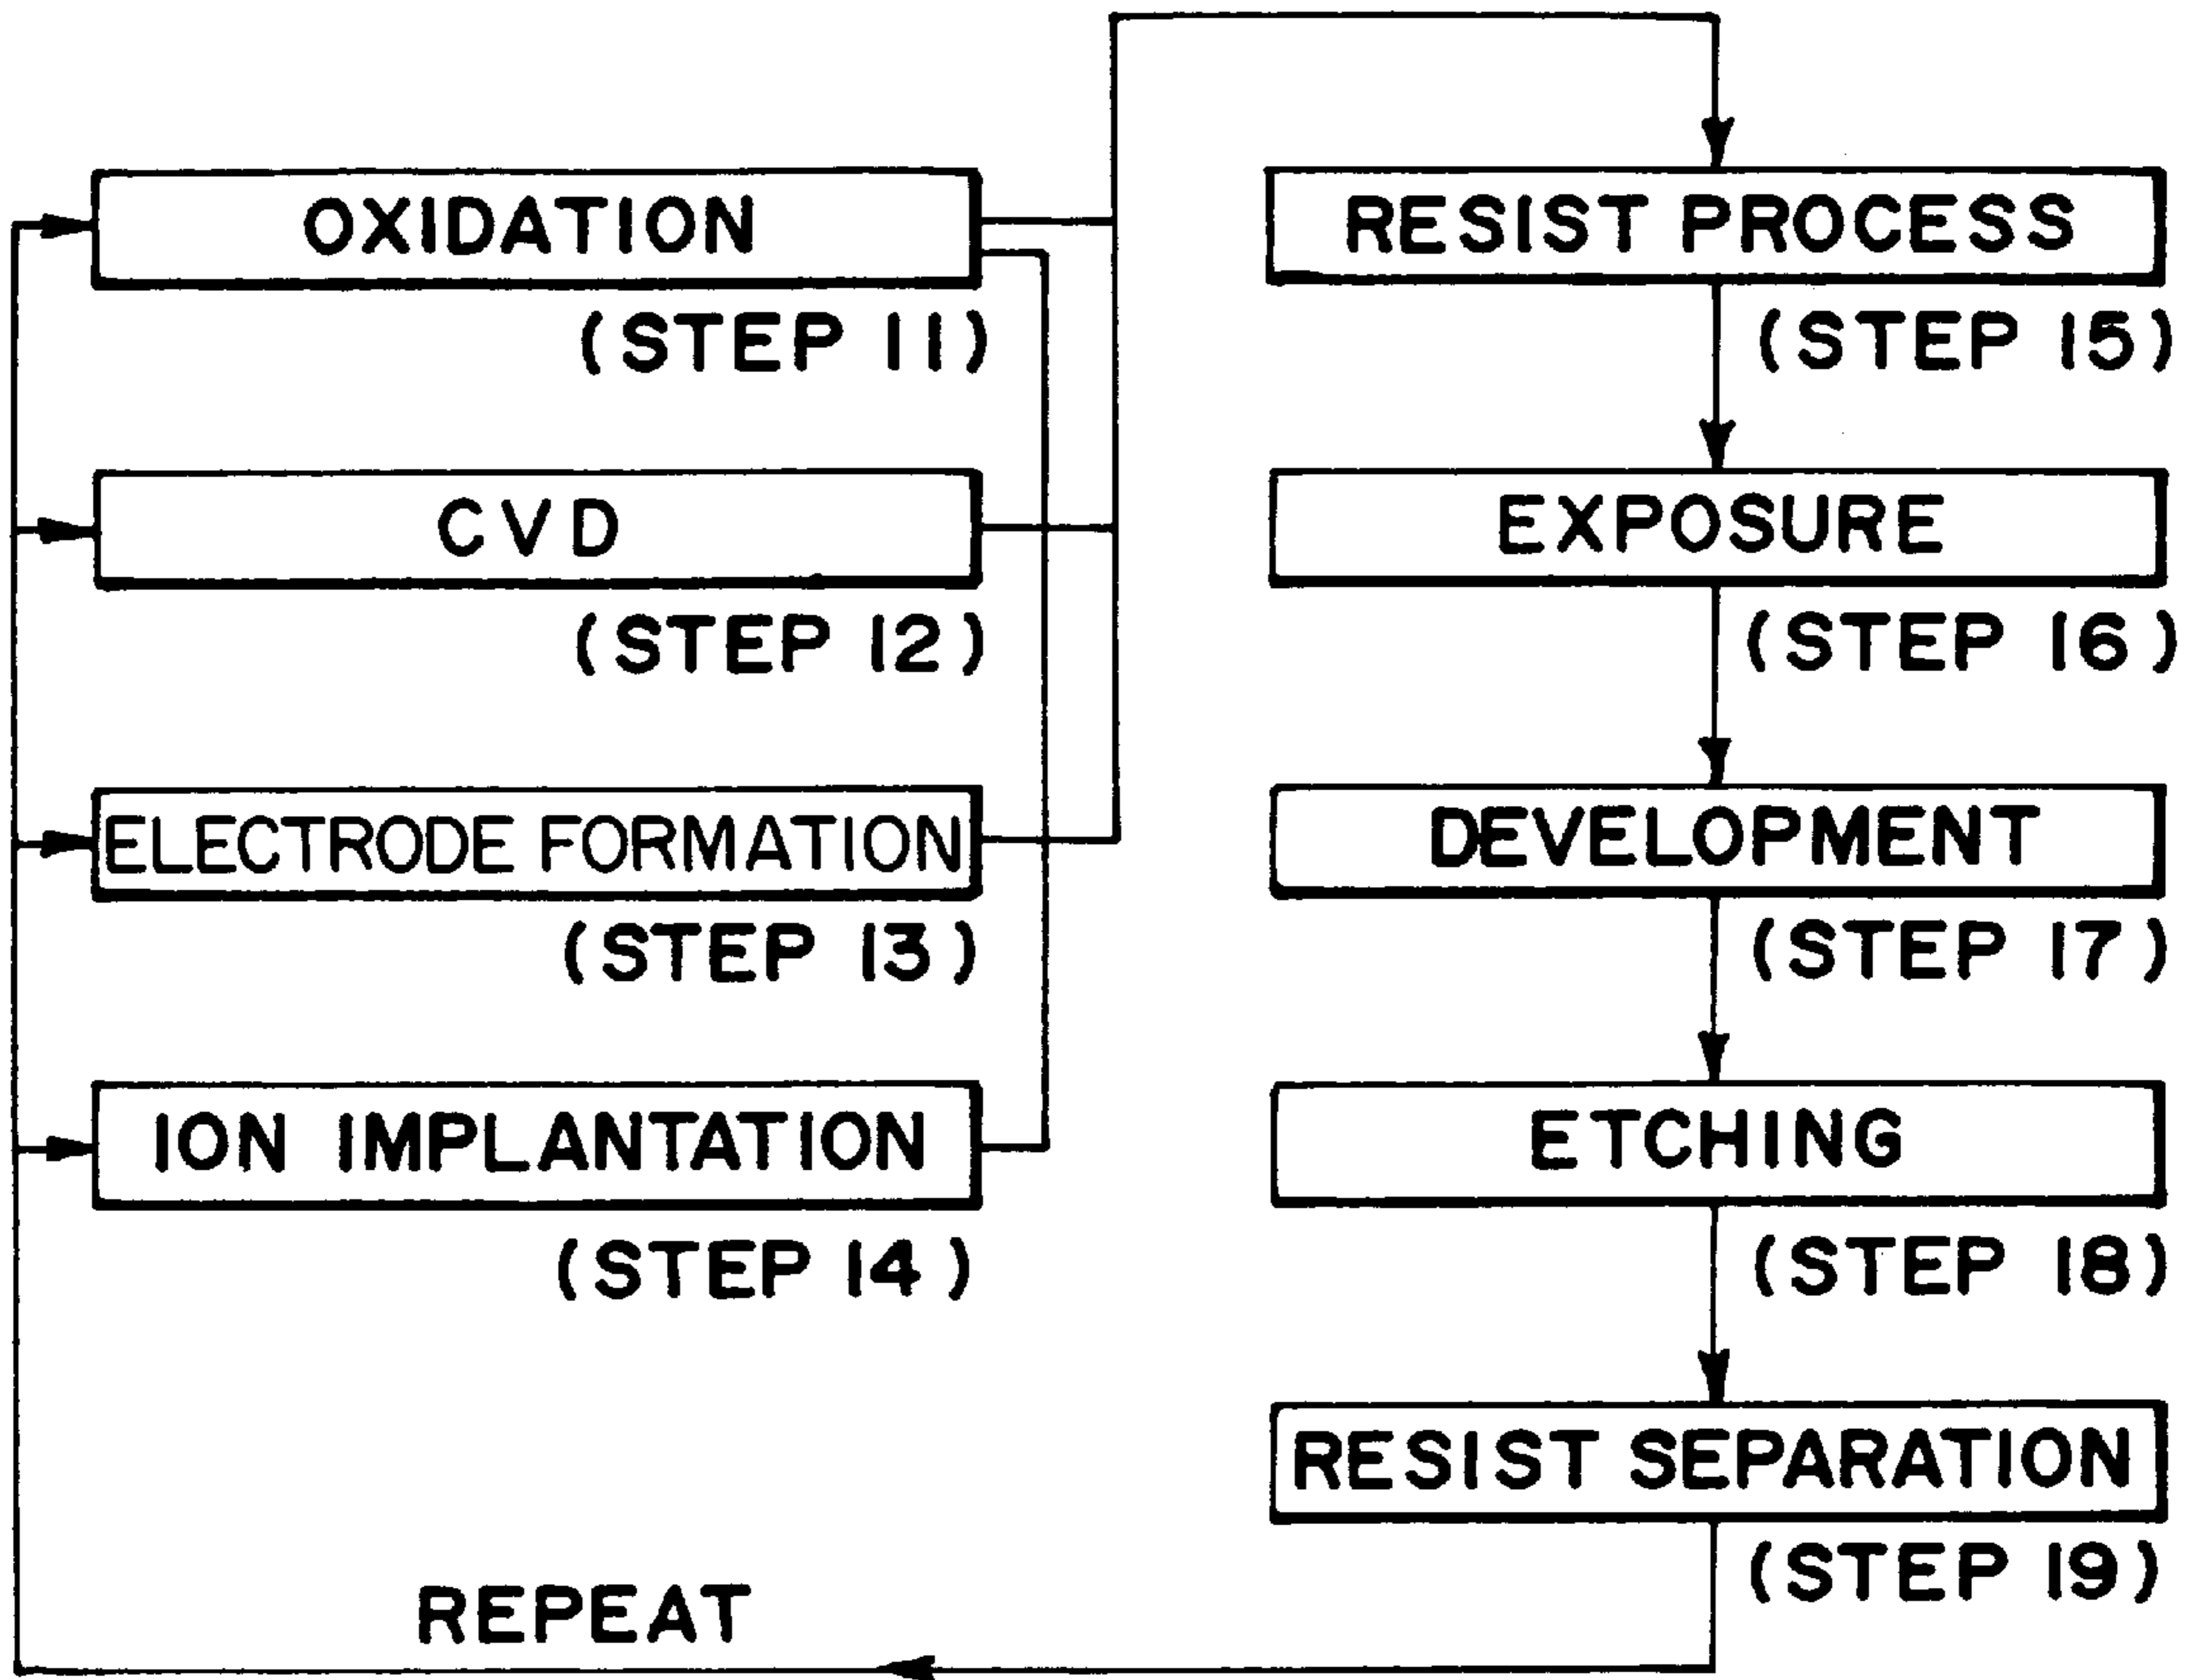 OXIDATION
(STEP 11)
CVD
(STEP 12)
ELECTRODE FORMATION
(STEP 13)
ION IMPLANTATION
(STEP 14)
RESIST PROCESS
(STEP 15)
EXPOSURE
(STEP 16)
DEVELOPMENT
(STEP 17)
ETCHING
(STEP 18)
RESIST SEPARATION
(STEP 19)
REPEAT